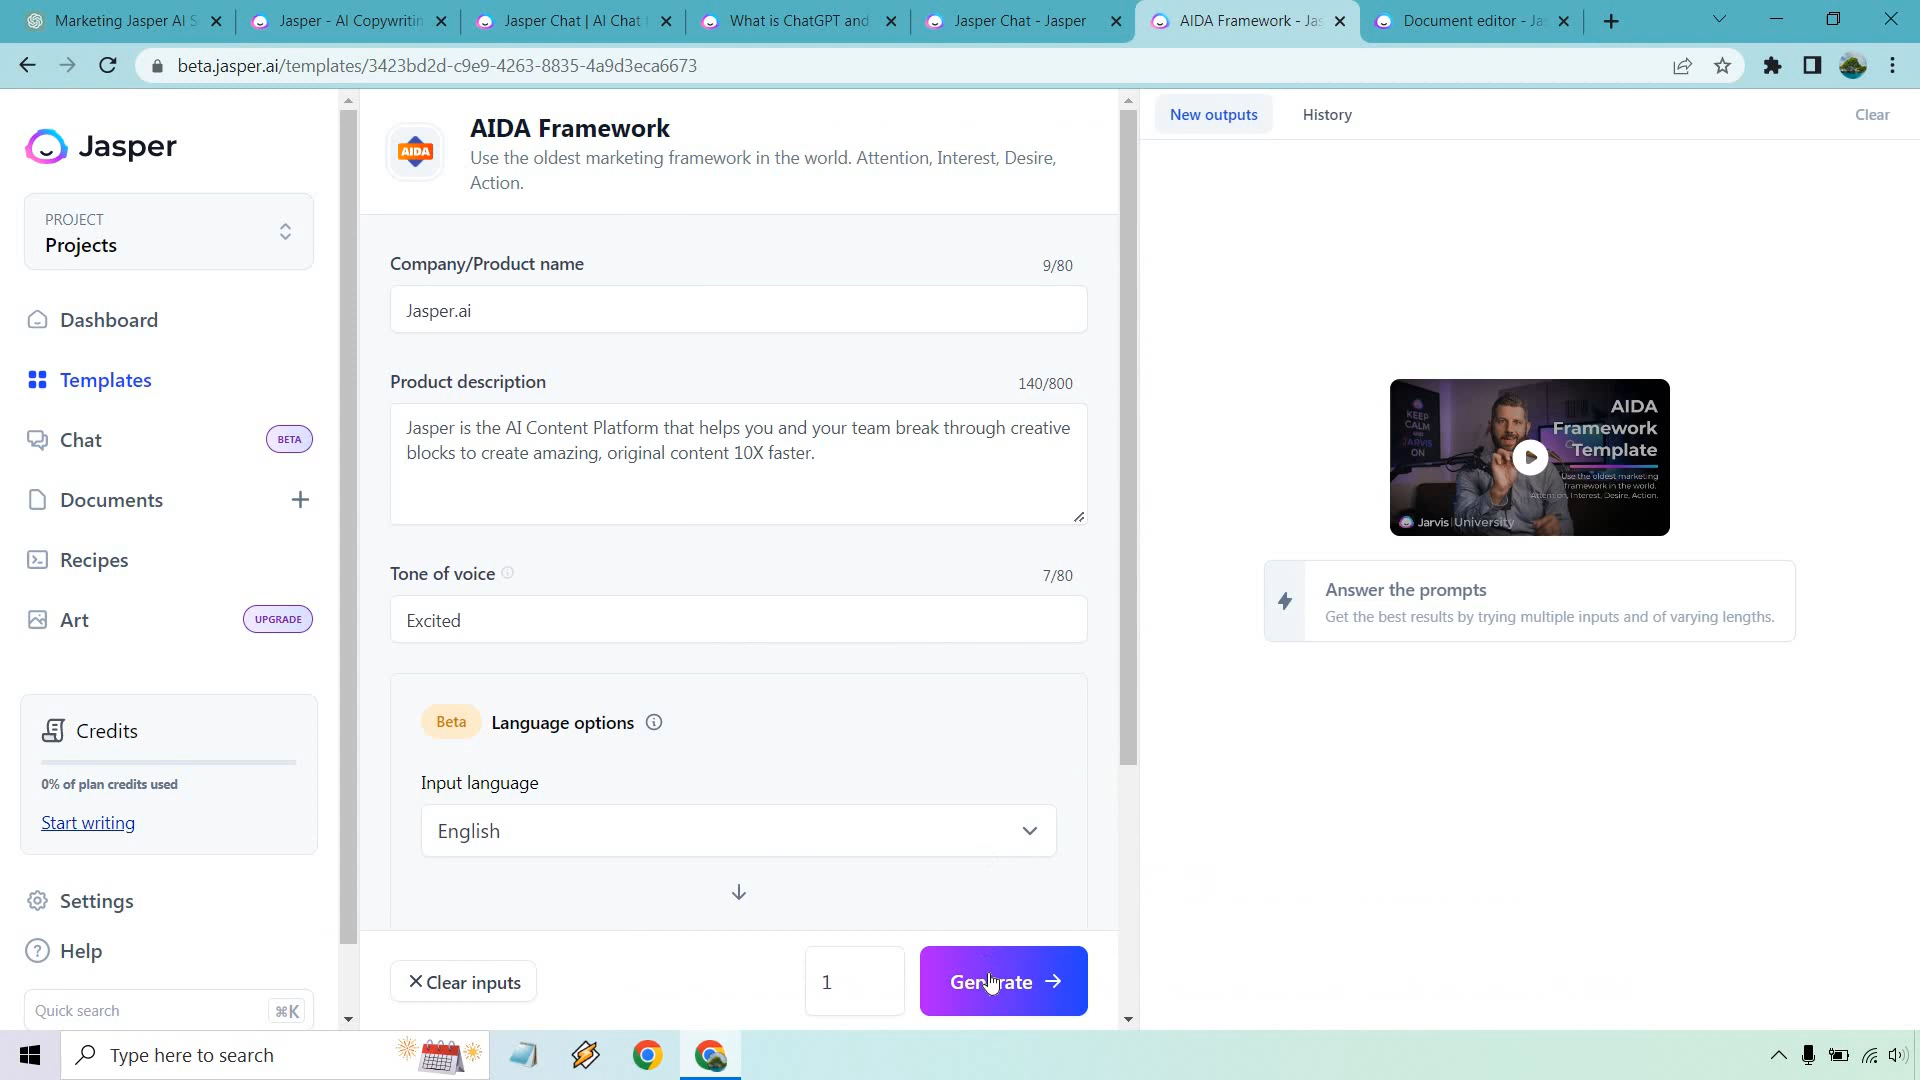 Marketing Jasper AI S
Jasper - AI Copywritin
Jasper Chat | AI Chat
What is ChatGPT and
Jasper Chat - Jasper
AIDA Framework - Jas
Document editor - Jas
beta.jasper.ai/templates/3423bd2d-c9e9-4263-8835-4a9d3eca6673
Jasper
PROJECT
Projects
Dashboard
Templates
Chat
BETA
Documents
Recipes
Art
UPGRADE
Credits
0% of plan credits used
Start writing
Settings
Help
Quick search
⌘K
AIDA
AIDA Framework
Use the oldest marketing framework in the world. Attention, Interest, Desire,
Action.
Company/Product name
9/80
Jasper.ai
Product description
140/800
Jasper is the AI Content Platform that helps you and your team break through creative
blocks to create amazing, original content 10X faster.
Tone of voice
7/80
Excited
Beta
Language options
Input language
English
Clear inputs
1
Generate
New outputs
History
Clear
KEEP
CALM
AND
JARVIS
ON
AIDA
Framework
Template
Use the oldest marketing
framework in the world.
Attention, Interest, Desire, Action.
Jarvis | University
Answer the prompts
Get the best results by trying multiple inputs and of varying lengths.
Type here to search